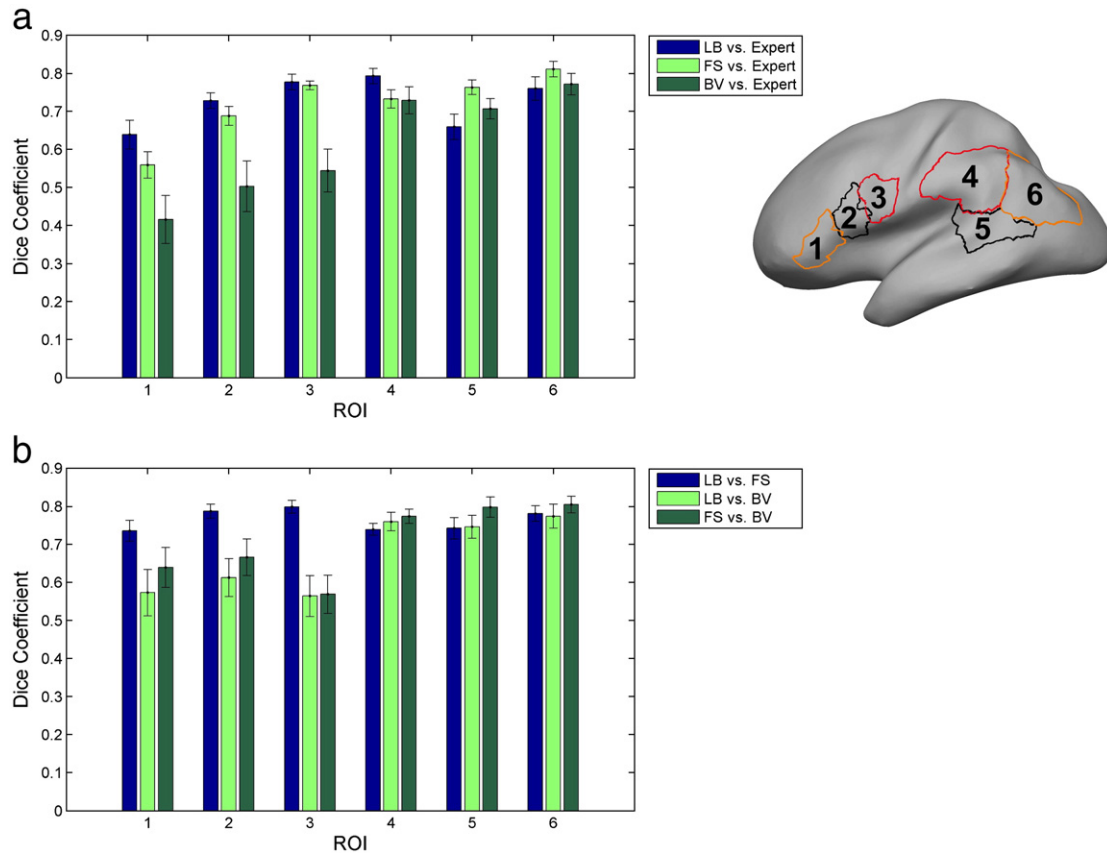 a
0.9
0.8
0.7
0.6
0.5
0.4
0.3
0.2
0.1
0
Dice Coefficient
1 2 3 4 5 6
ROI
LB vs. Expert
FS vs. Expert
BV vs. Expert
1
2
3
4
5
6
b
0.9
0.8
0.7
0.6
0.5
0.4
0.3
0.2
0.1
0
Dice Coefficient
1 2 3 4 5 6
ROI
LB vs. FS
LB vs. BV
FS vs. BV